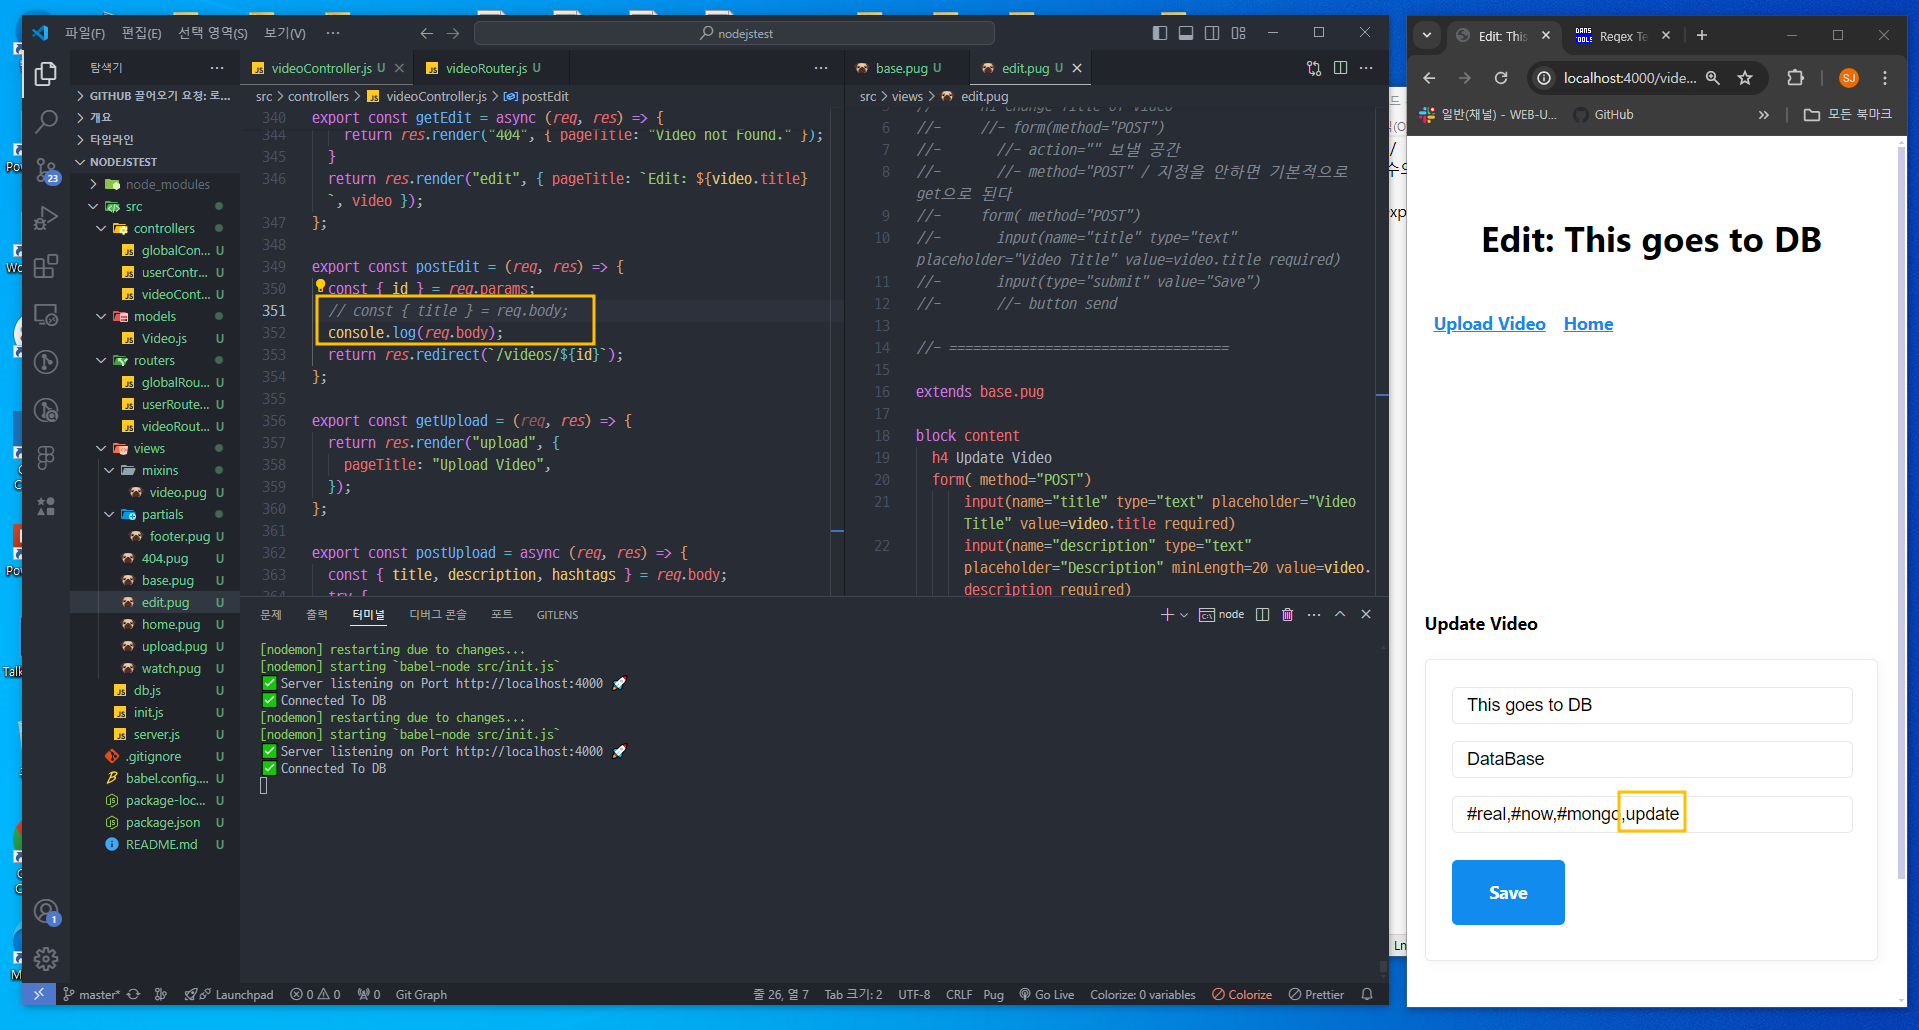 파일(F) 편집(E) 선택 영역(S) 보기(V) ···
nodejstest
탐색기 ···
GITHUB 끌어오기 요청: 로...
개요
타임라인
NODEJSTEST
node_modules
src
controllers
globalCon... U
userContr... U
videoCont... U
models
Video.js U
routers
globalRou... U
userRoute... U
videoRout... U
views
mixins
video.pug U
partials
footer.pug U
404.pug U
base.pug U
edit.pug U
home.pug U
upload.pug U
watch.pug U
db.js U
init.js U
server.js U
.gitignore U
babel.config.... U
package-loc... U
package.json U
README.md U
23
1
videoController.js U
videoRouter.js U
src > controllers > videoController.js > postEdit
340 export const getEdit = async (req, res) => {
344 return res.render("404", { pageTitle: "Video not Found." });
345 }
346 return res.render("edit", { pageTitle: `Edit: ${video.title}
`, video });
347 };
348
349 export const postEdit = (req, res) => {
350 const { id } = req.params;
351 // const { title } = req.body;
352 console.log(req.body);
353 return res.redirect(`/videos/${id}`);
354 };
355
356 export const getUpload = (req, res) => {
357 return res.render("upload", {
358 pageTitle: "Upload Video",
359 });
360 };
361
362 export const postUpload = async (req, res) => {
363 const { title, description, hashtags } = req.body;
364 try {
base.pug U
edit.pug U
src > views > edit.pug
5 //- h1 Change Title of Video
6 //- //- form(method="POST")
7 //- //- action="" 보낼 공간
8 //- //- method="POST" / 지정을 안하면 기본적으로
get으로 된다
9 //- form( method="POST")
10 //- input(name="title" type="text"
placeholder="Video Title" value=video.title required)
11 //- input(type="submit" value="Save")
12 //- //- button send
13
14 //- ===================================
15
16 extends base.pug
17
18 block content
19 h4 Update Video
20 form( method="POST")
21 input(name="title" type="text" placeholder="Video
Title" value=video.title required)
22 input(name="description" type="text"
placeholder="Description" minLength=20 value=video.
description required)
문제 출력 터미널 디버그 콘솔 포트 GITLENS
node
[nodemon] restarting due to changes...
[nodemon] starting `babel-node src/init.js`
✅ Server listening on Port http://localhost:4000 🚀
✅ Connected To DB
[nodemon] restarting due to changes...
[nodemon] starting `babel-node src/init.js`
✅ Server listening on Port http://localhost:4000 🚀
✅ Connected To DB
master* Launchpad 0 0 0 Git Graph
줄 26, 열 7 Tab 크기: 2 UTF-8 CRLF Pug Go Live Colorize: 0 variables Colorize Prettier
Ln
Edit: This
Regex Te
localhost:4000/vide...
SJ
일반(채널) - WEB-U... GitHub » 모든 북마크
Edit: This goes to DB
Upload Video Home
Update Video
This goes to DB
DataBase
#real,#now,#mongo,update
Save